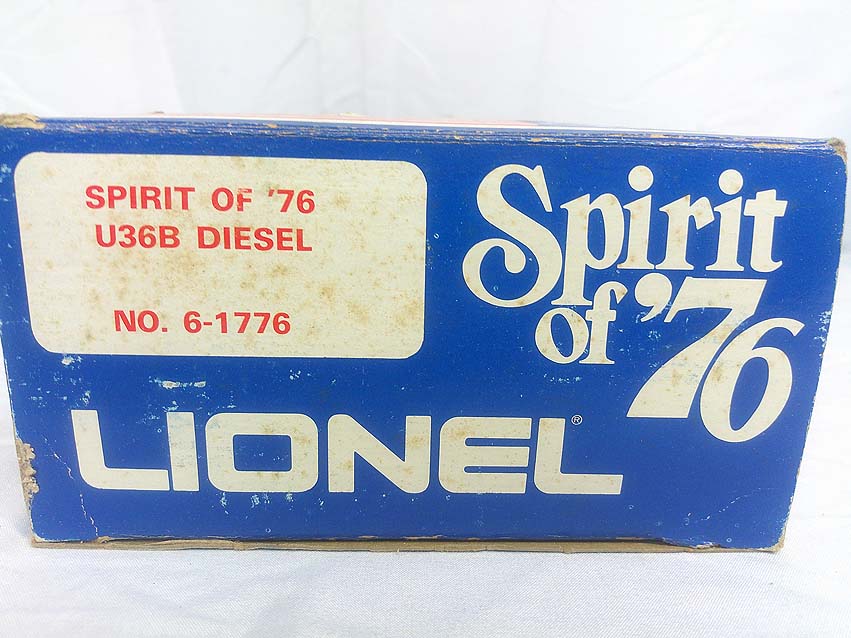 SPIRIT OF '76
U36B DIESEL
NO. 6-1776
Spirit
of '76
LIONEL®